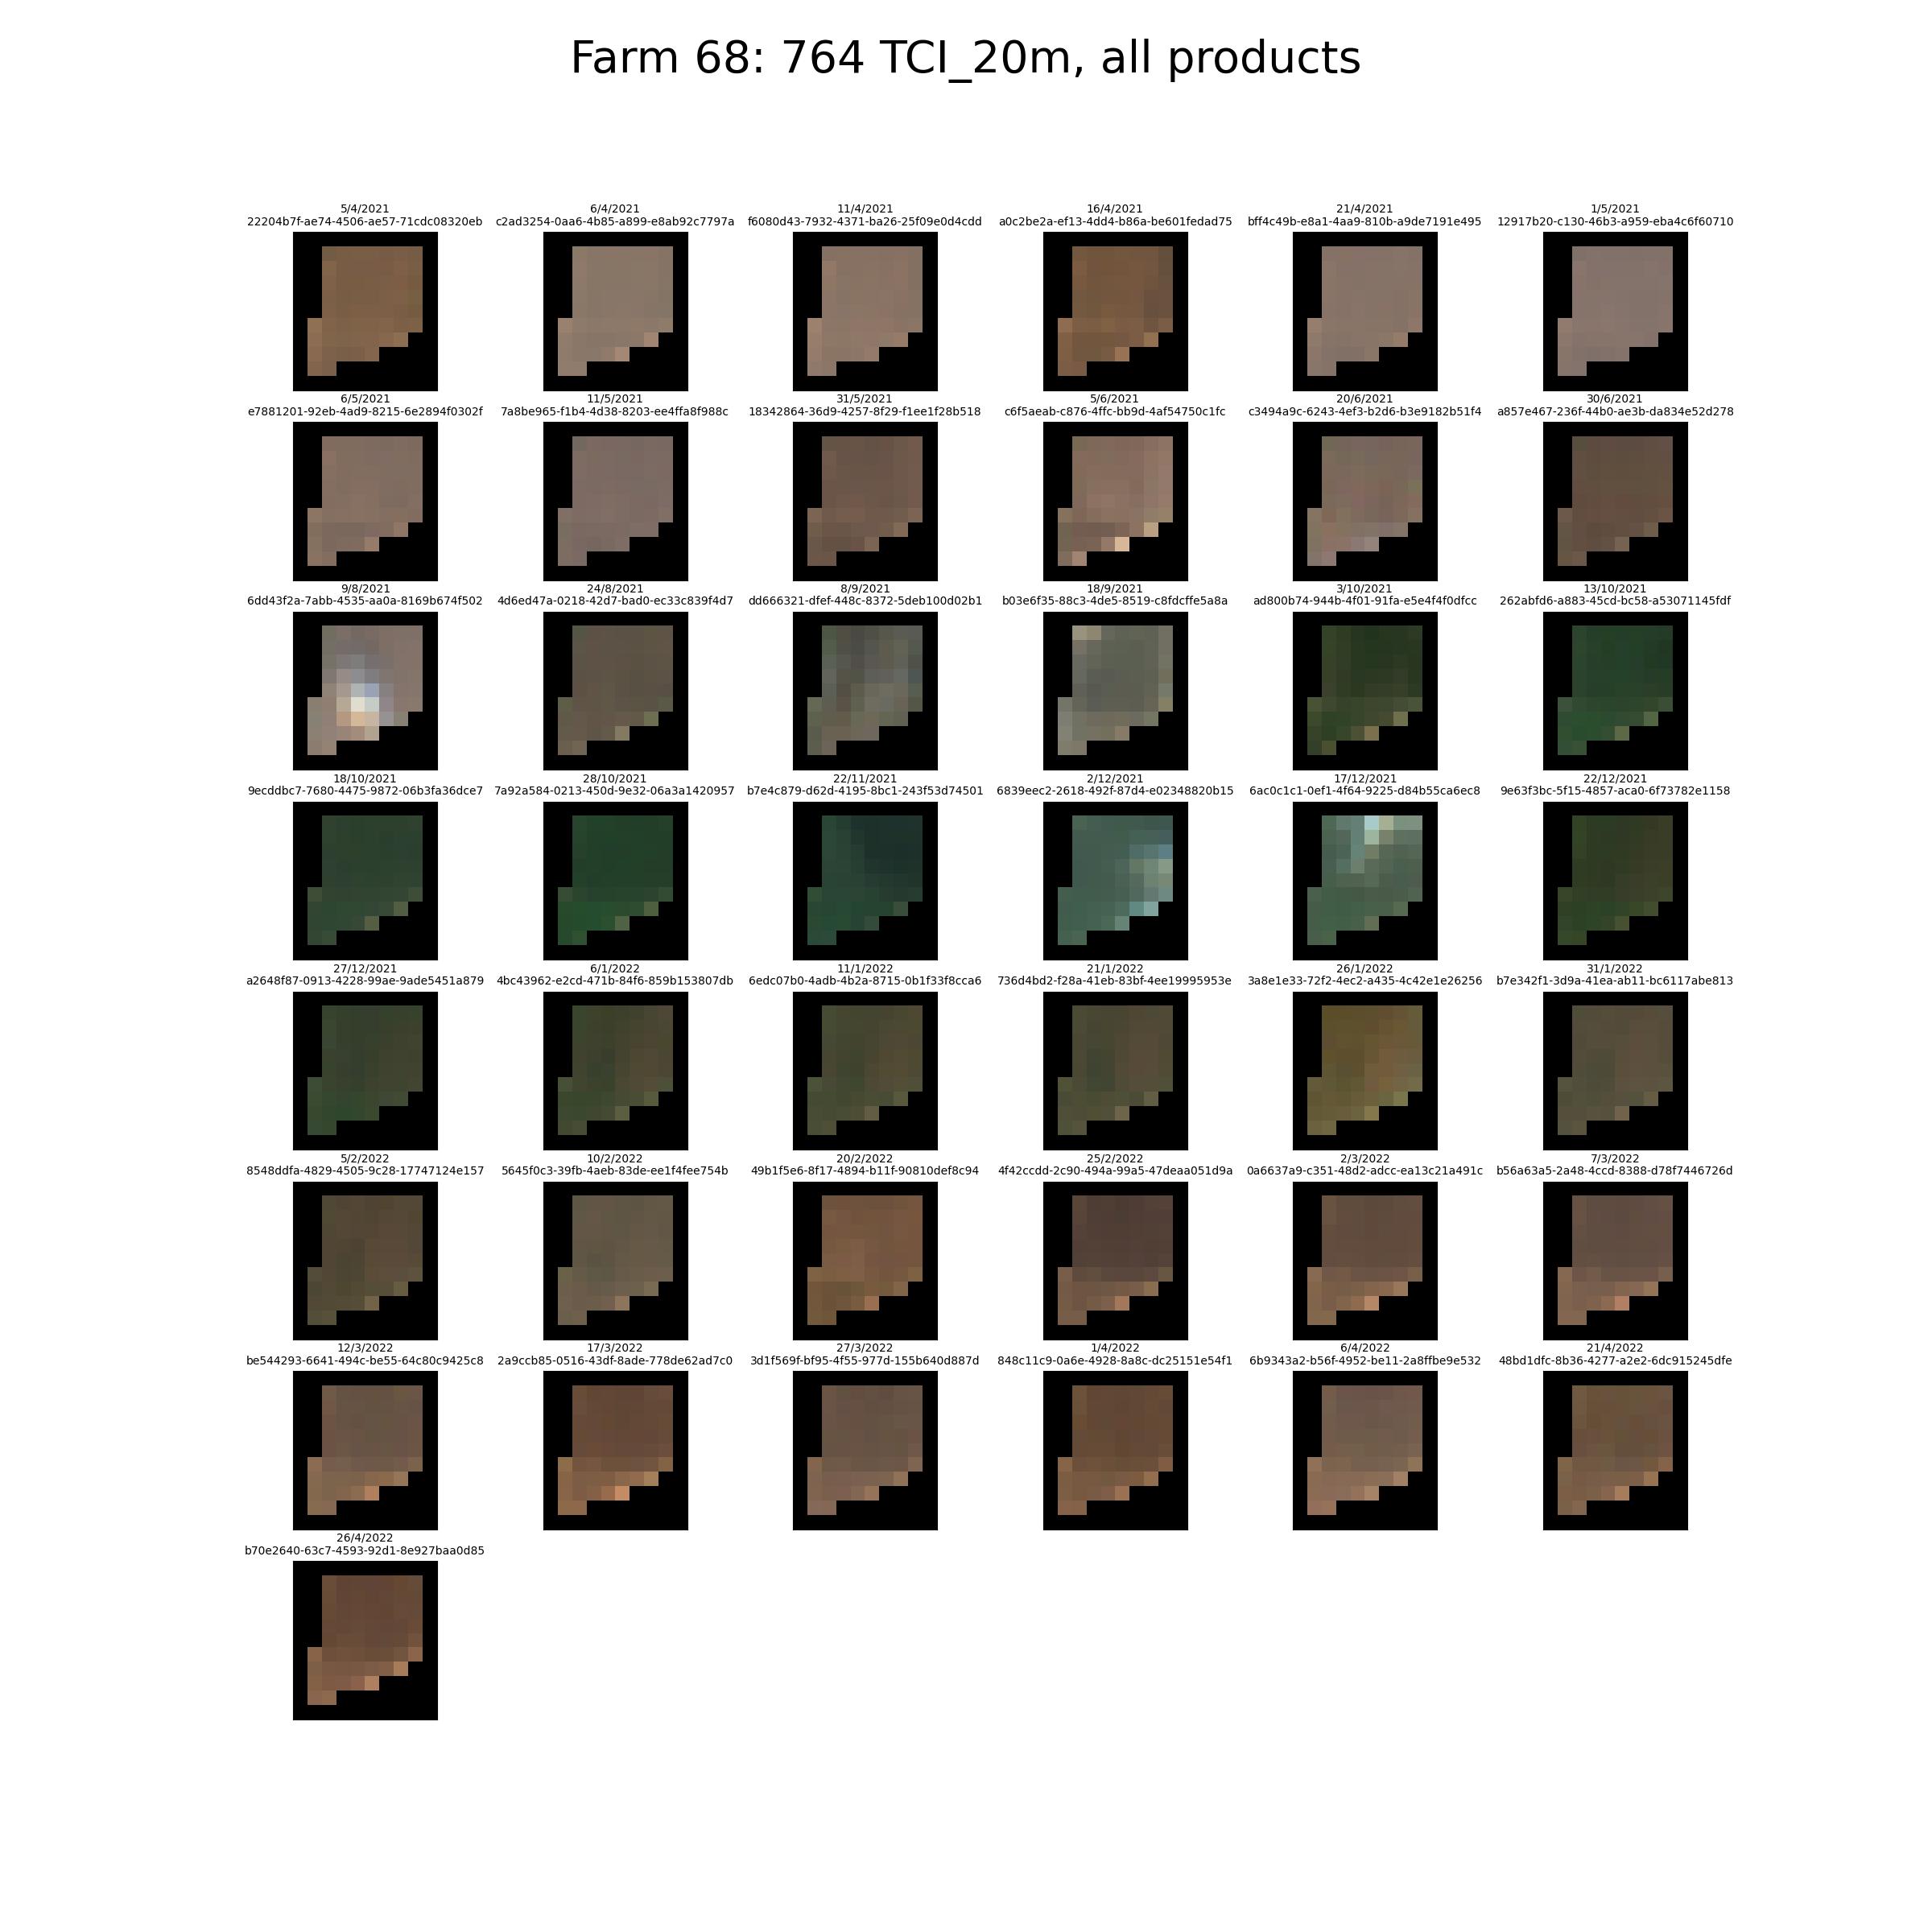 Farm 68: 764 TCI_20m, all products
5/4/2021
22204b7f-ae74-4506-ae57-71cdc08320eb
6/4/2021
c2ad3254-0aa6-4b85-a899-e8ab92c7797a
11/4/2021
f6080d43-7932-4371-ba26-25f09e0d4cdd
16/4/2021
a0c2be2a-ef13-4dd4-b86a-be601fedad75
21/4/2021
bff4c49b-e8a1-4aa9-810b-a9de7191e495
1/5/2021
12917b20-c130-46b3-a959-eba4c6f60710
6/5/2021
e7881201-92eb-4ad9-8215-6e2894f0302f
11/5/2021
7a8be965-f1b4-4d38-8203-ee4ffa8f988c
31/5/2021
18342864-36d9-4257-8f29-f1ee1f28b518
5/6/2021
c6f5aeab-c876-4ffc-bb9d-4af54750c1fc
20/6/2021
c3494a9c-6243-4ef3-b2d6-b3e9182b51f4
30/6/2021
a857e467-236f-44b0-ae3b-da834e52d278
9/8/2021
6dd43f2a-7abb-4535-aa0a-8169b674f502
24/8/2021
4d6ed47a-0218-42d7-bad0-ec33c839f4d7
8/9/2021
dd666321-dfef-448c-8372-5deb100d02b1
18/9/2021
b03e6f35-88c3-4de5-8519-c8fdcffe5a8a
3/10/2021
ad800b74-944b-4f01-91fa-e5e4f4f0dfcc
13/10/2021
262abfd6-a883-45cd-bc58-a53071145fdf
18/10/2021
9ecddbc7-7680-4475-9872-06b3fa36dce7
28/10/2021
7a92a584-0213-450d-9e32-06a3a1420957
22/11/2021
b7e4c879-d62d-4195-8bc1-243f53d74501
2/12/2021
6839eec2-2618-492f-87d4-e02348820b15
17/12/2021
6ac0c1c1-0ef1-4f64-9225-d84b55ca6ec8
22/12/2021
9e63f3bc-5f15-4857-aca0-6f73782e1158
27/12/2021
a2648f87-0913-4228-99ae-9ade5451a879
6/1/2022
4bc43962-e2cd-471b-84f6-859b153807db
11/1/2022
6edc07b0-4adb-4b2a-8715-0b1f33f8cca6
21/1/2022
736d4bd2-f28a-41eb-83bf-4ee19995953e
26/1/2022
3a8e1e33-72f2-4ec2-a435-4c42e1e26256
31/1/2022
b7e342f1-3d9a-41ea-ab11-bc6117abe813
5/2/2022
8548ddfa-4829-4505-9c28-17747124e157
10/2/2022
5645f0c3-39fb-4aeb-83de-ee1f4fee754b
20/2/2022
49b1f5e6-8f17-4894-b11f-90810def8c94
25/2/2022
4f42ccdd-2c90-494a-99a5-47deaa051d9a
2/3/2022
0a6637a9-c351-48d2-adcc-ea13c21a491c
7/3/2022
b56a63a5-2a48-4ccd-8388-d78f7446726d
12/3/2022
be544293-6641-494c-be55-64c80c9425c8
17/3/2022
2a9ccb85-0516-43df-8ade-778de62ad7c0
27/3/2022
3d1f569f-bf95-4f55-977d-155b640d887d
1/4/2022
848c11c9-0a6e-4928-8a8c-dc25151e54f1
6/4/2022
6b9343a2-b56f-4952-be11-2a8ffbe9e532
21/4/2022
48bd1dfc-8b36-4277-a2e2-6dc915245dfe
26/4/2022
b70e2640-63c7-4593-92d1-8e927baa0d85